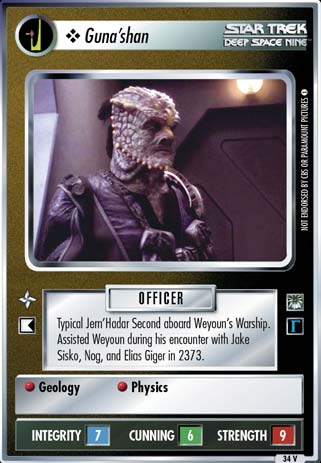 ❖ Guna'shan
STAR TREK
DEEP SPACE NINE
NOT ENDORSED BY CBS OR PARAMOUNT PICTURES
OFFICER
Typical Jem'Hadar Second aboard Weyoun's Warship.
Assisted Weyoun during his encounter with Jake
Sisko, Nog, and Elias Giger in 2373.
Geology Physics
INTEGRITY 7 CUNNING 6 STRENGTH 9
34 V